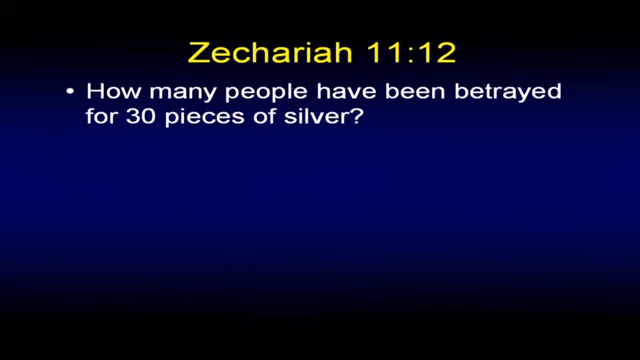 Zechariah 11:12
• How many people have been betrayed
for 30 pieces of silver?